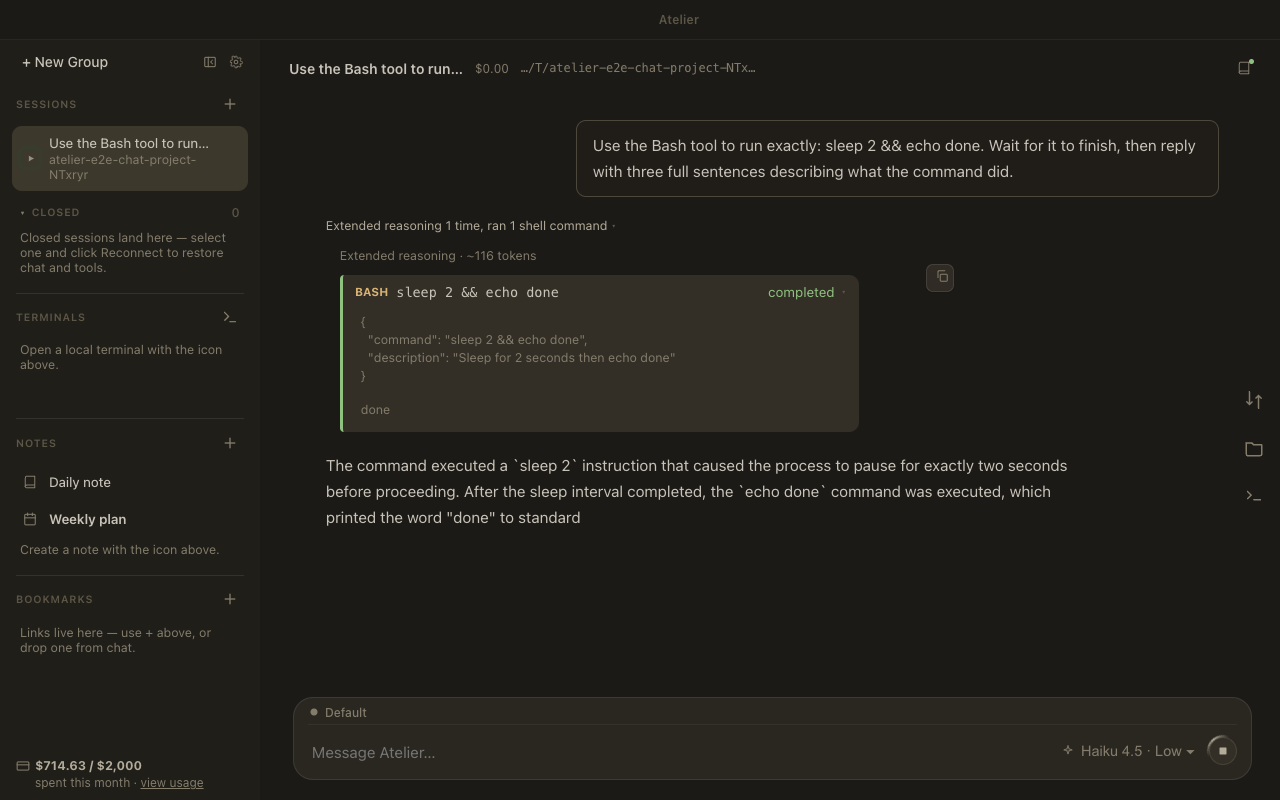 Atelier
+ New Group
SESSIONS
Use the Bash tool to run...
atelier-e2e-chat-project-
NTxryr
CLOSED
0
Closed sessions land here — select
one and click Reconnect to restore
chat and tools.
TERMINALS
Open a local terminal with the icon
above.
NOTES
Daily note
Weekly plan
Create a note with the icon above.
BOOKMARKS
Links live here — use + above, or
drop one from chat.
$714.63 / $2,000
spent this month · view usage
Use the Bash tool to run... $0.00 …/T/atelier-e2e-chat-project-NTx…
Use the Bash tool to run exactly: sleep 2 && echo done. Wait for it to finish, then reply
with three full sentences describing what the command did.
Extended reasoning 1 time, ran 1 shell command ·
Extended reasoning · ~116 tokens
BASH sleep 2 && echo done completed
{
"command": "sleep 2 && echo done",
"description": "Sleep for 2 seconds then echo done"
}
done
The command executed a `sleep 2` instruction that caused the process to pause for exactly two seconds
before proceeding. After the sleep interval completed, the `echo done` command was executed, which
printed the word "done" to standard
Default
Message Atelier...
Haiku 4.5 · Low